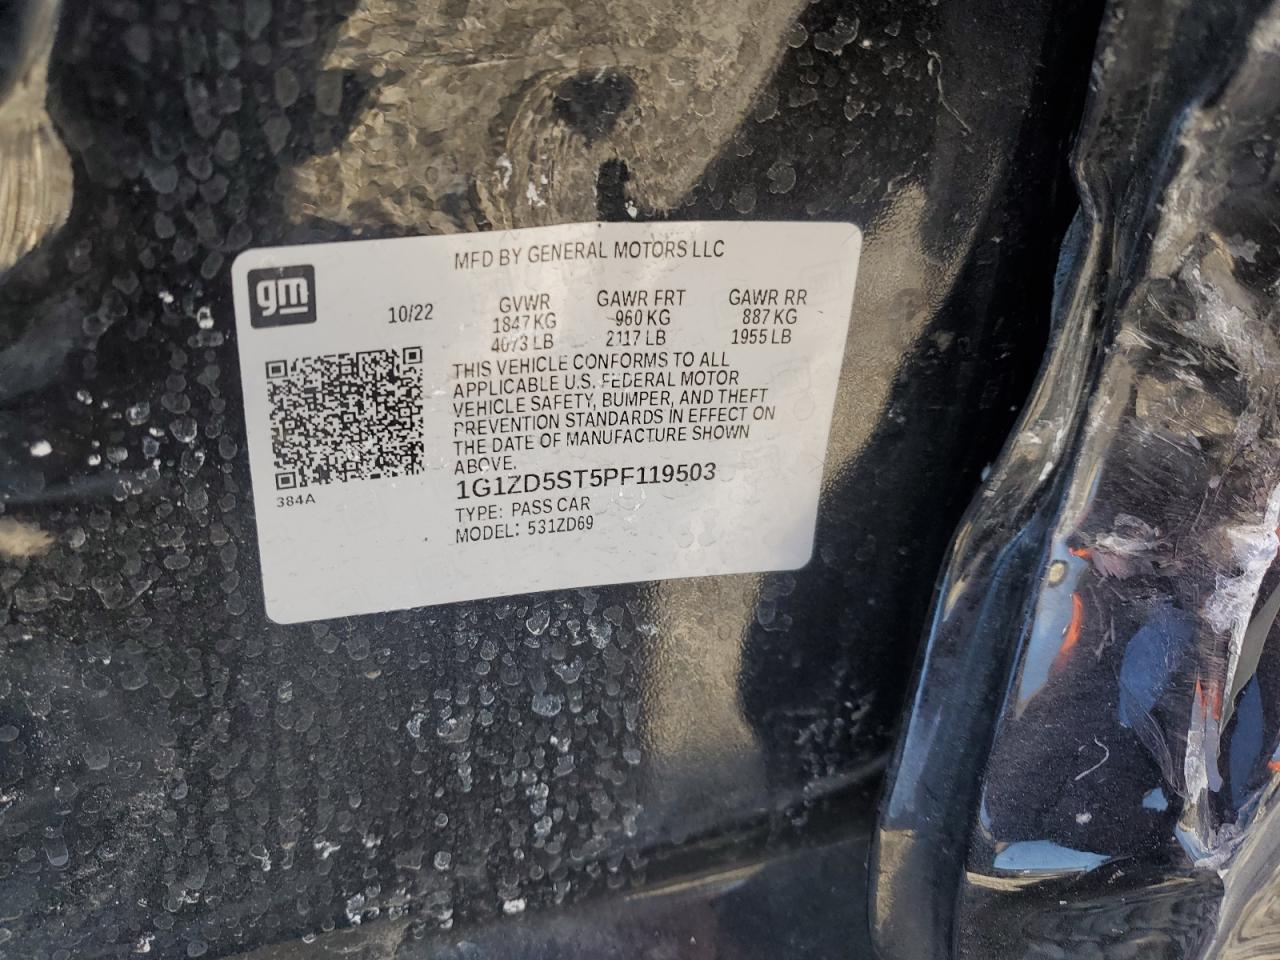 MFD BY GENERAL MOTORS LLC
gm
10/22
GVWR GAWR FRT GAWR RR
1847 KG 960 KG 887 KG
4073 LB 2117 LB 1955 LB
THIS VEHICLE CONFORMS TO ALL
APPLICABLE U.S. FEDERAL MOTOR
VEHICLE SAFETY, BUMPER, AND THEFT
PREVENTION STANDARDS IN EFFECT ON
THE DATE OF MANUFACTURE SHOWN
ABOVE.
1G1ZD5ST5PF119503
384A
TYPE: PASS CAR
MODEL: 531ZD69